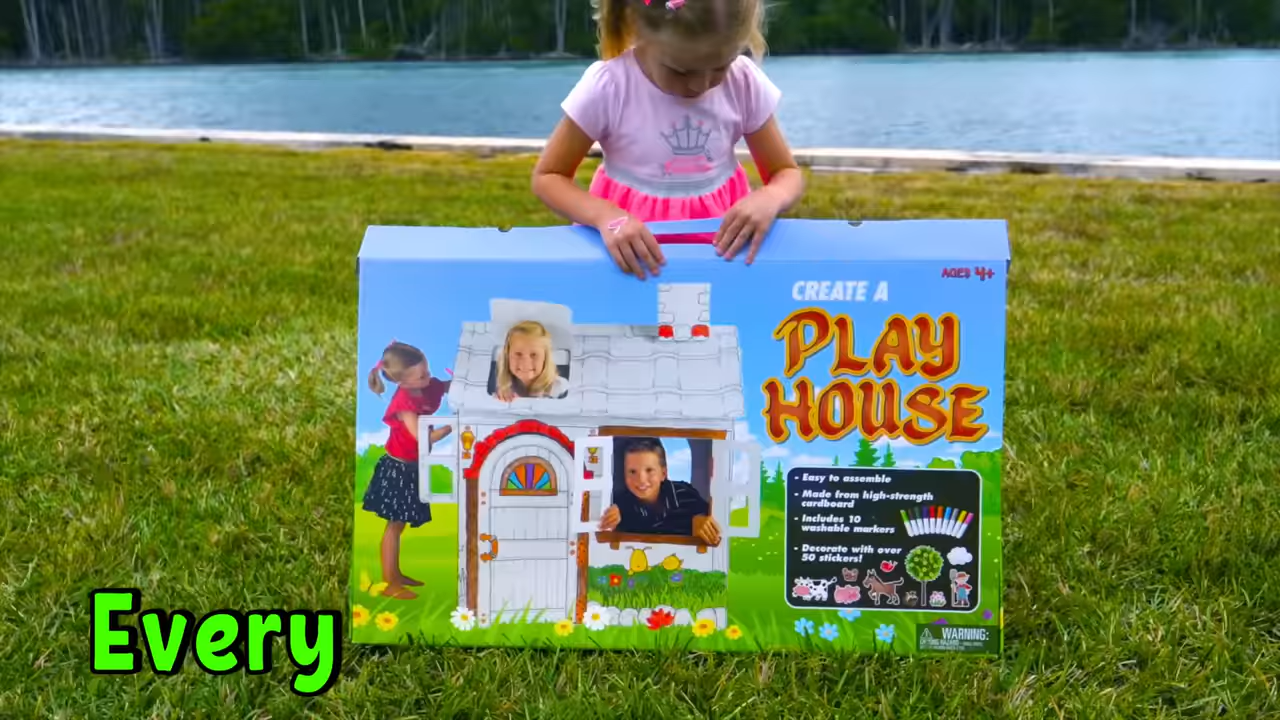 AGES 4+
CREATE A
PLAY
HOUSE
- Easy to assemble
- Made from high-strength
cardboard
- Includes 10
washable markers
- Decorate with over
50 stickers!
WARNING:
Every